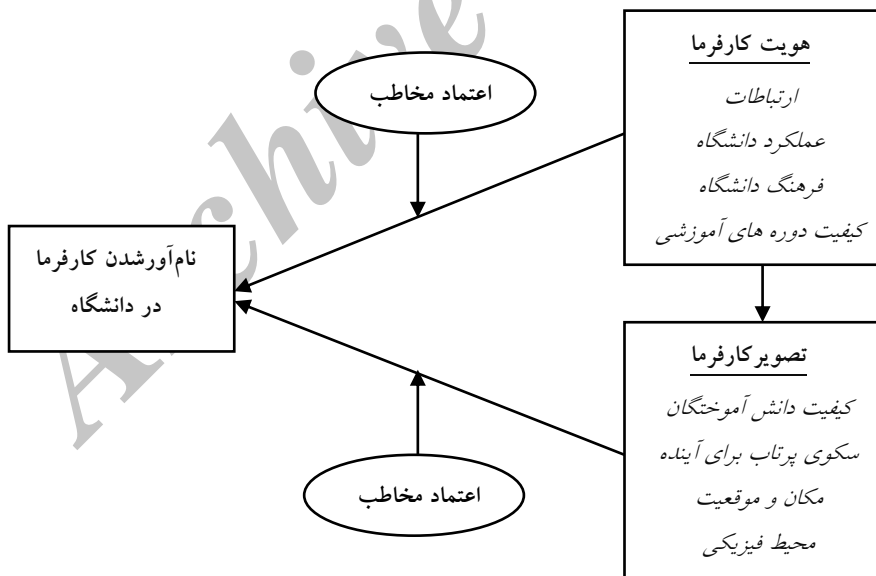 هویت کارفرما
ارتباطات
عملکرد دانشگاه
فرهنگ دانشگاه
کیفیت دوره های آموزشی
اعتماد مخاطب
نام‌آورشدن کارفرما
در دانشگاه
تصویرکارفرما
کیفیت دانش آموختگان
سکوی پرتاب برای آینده
مکان و موقعیت
محیط فیزیکی
اعتماد مخاطب
Archive